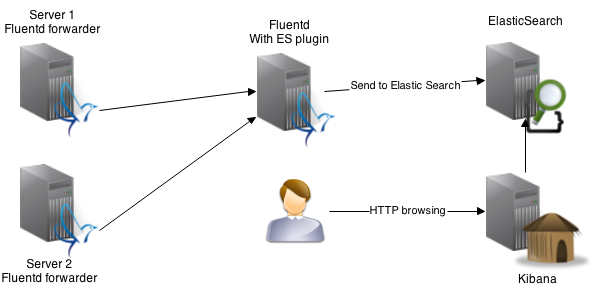 Server 1
Fluentd forwarder
Fluentd
With ES plugin
ElasticSearch
Send to Elastic Search
HTTP browsing
Server 2
Fluentd forwarder
Kibana